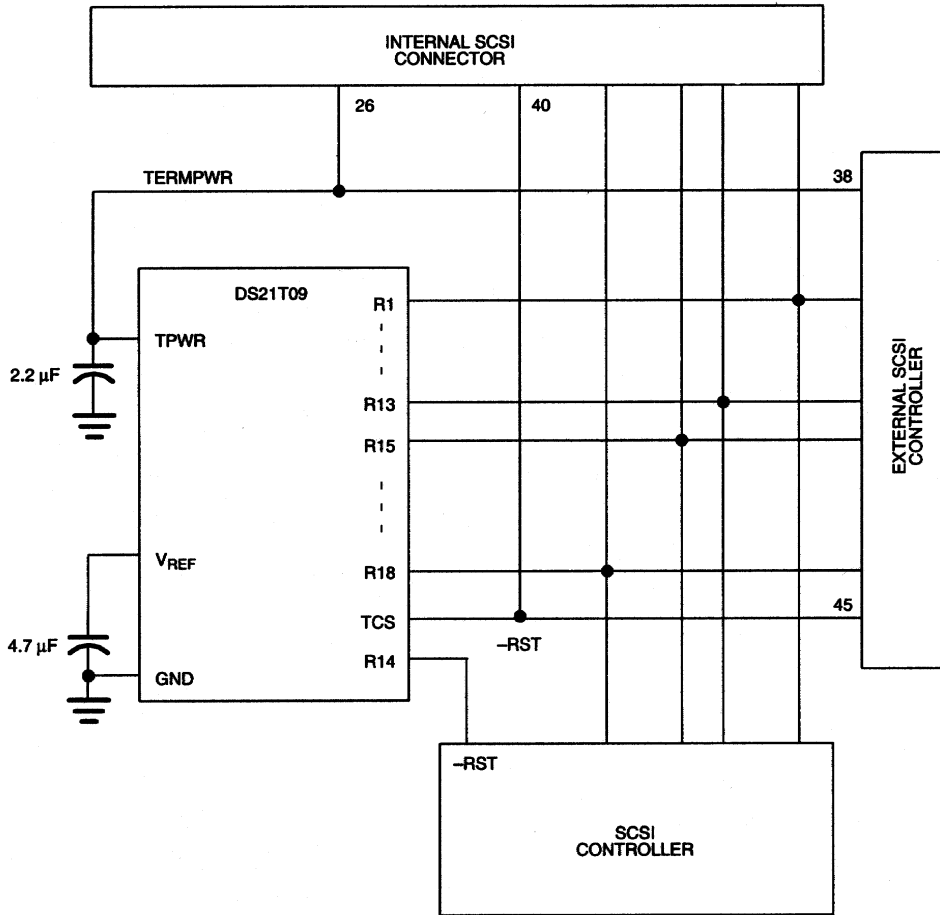 INTERNAL SCSI
CONNECTOR
26
40
TERMPWR
38
DS21T09
R1
TPWR
2.2 µF
R13
R15
EXTERNAL SCSI
CONTROLLER
VREF
R18
TCS
45
4.7 µF
–RST
R14
GND
–RST
SCSI
CONTROLLER